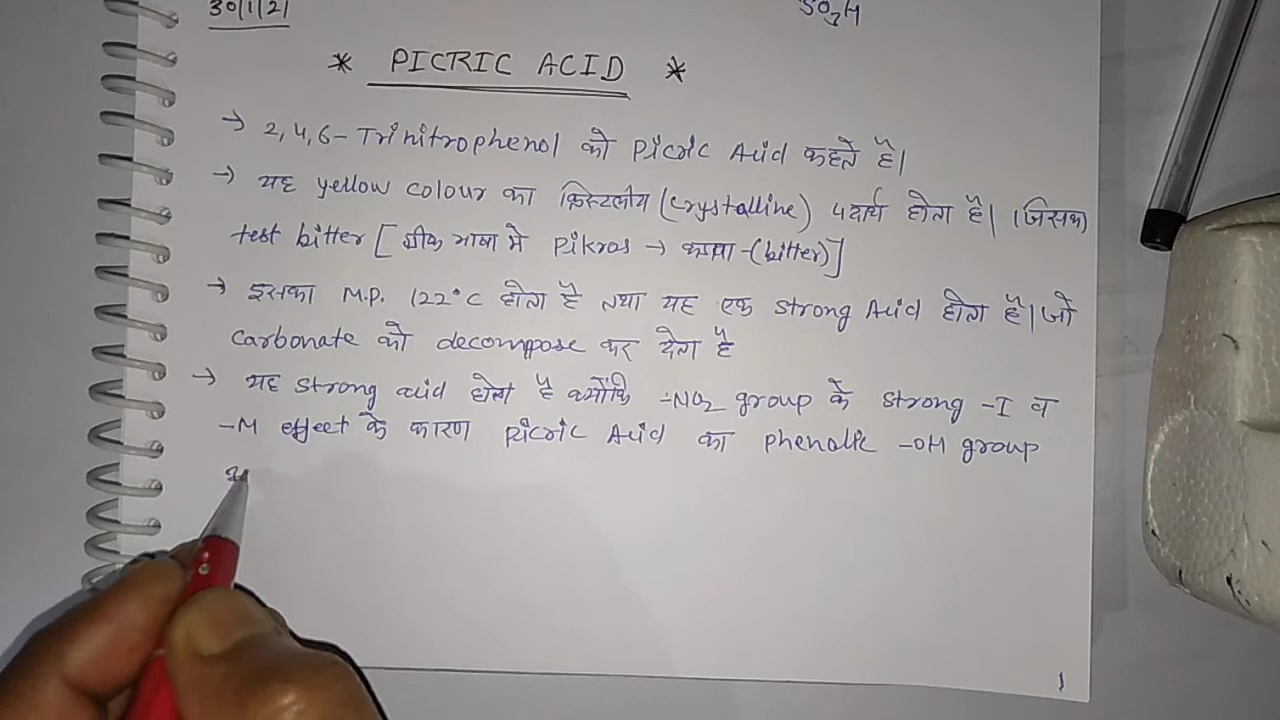 30/1/21
SO3H
* PICRIC ACID *
→ 2,4,6-Trinitrophenol को Picric Acid कहते है।
→ यह yellow colour का क्रिस्टलीय (crystalline) पदार्थ होता है। जिसका
test bitter [ग्रीक भाषा मे Pikros → कड़वा-(bitter)]
→ इसका M.P. 122°C होता है तथा यह एक strong Acid होता है। जो
carbonate को decompose कर देता है
→ यह strong acid होता है क्योंकि -NO2 group के strong -I व
-M effect के कारण Picric Acid का phenolic -OH group